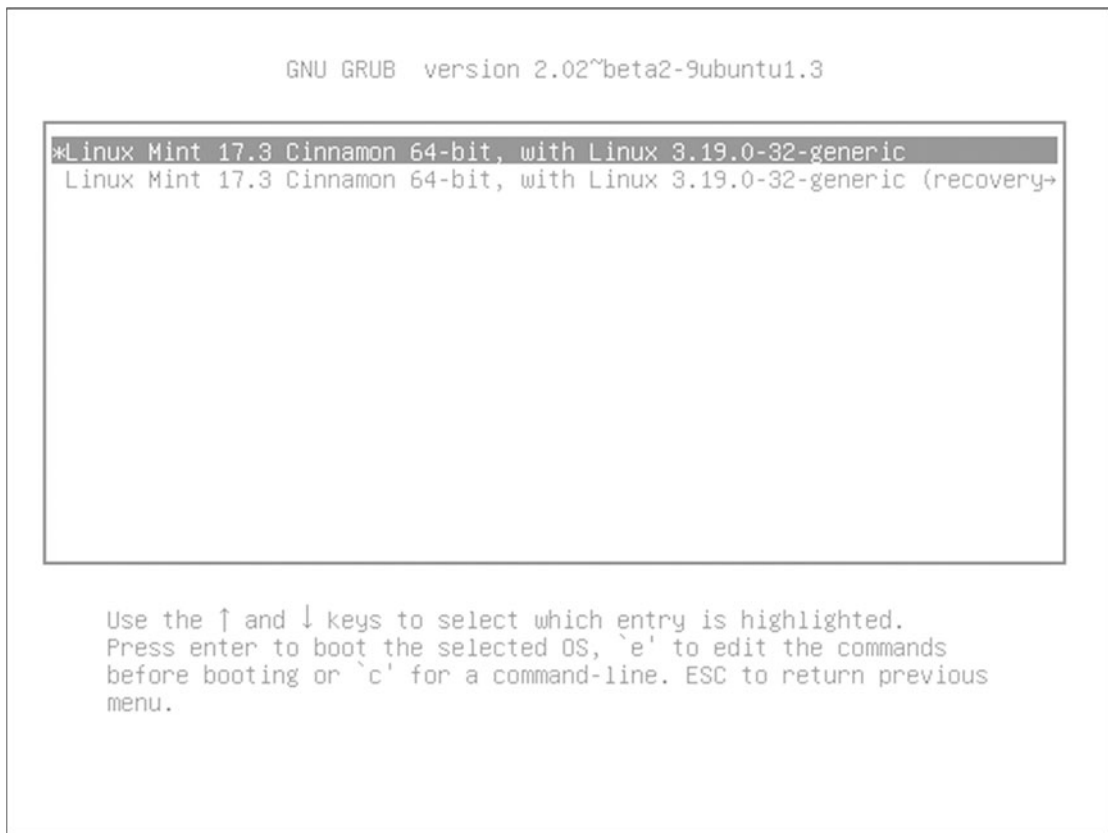 GNU GRUB  version 2.02~beta2-9ubuntu1.3
*Linux Mint 17.3 Cinnamon 64-bit, with Linux 3.19.0-32-generic
Linux Mint 17.3 Cinnamon 64-bit, with Linux 3.19.0-32-generic (recovery→
Use the ↑ and ↓ keys to select which entry is highlighted.
Press enter to boot the selected OS, `e' to edit the commands
before booting or `c' for a command-line. ESC to return previous
menu.